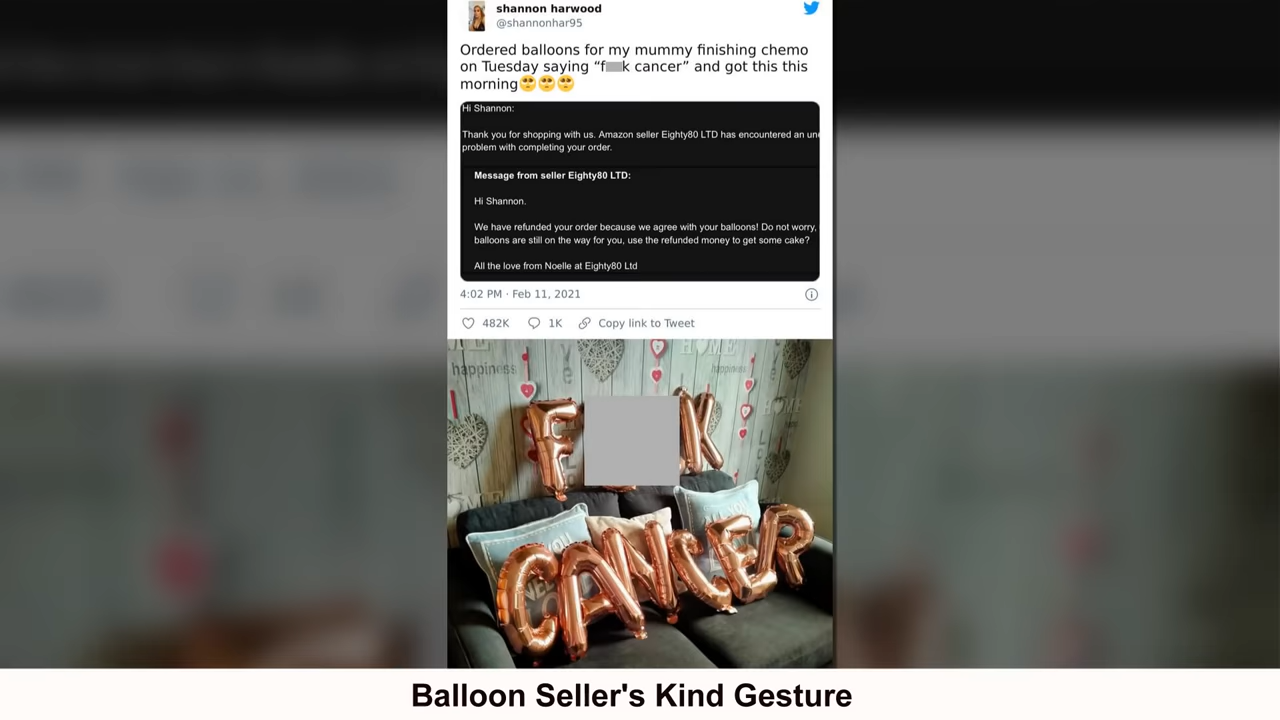 shannon harwood
@shannonhar95
Ordered balloons for my mummy finishing chemo
on Tuesday saying “f k cancer” and got this this
morning🥺🥺🥺
Hi Shannon:
Thank you for shopping with us. Amazon seller Eighty80 LTD has encountered an
problem with completing your order.
Message from seller Eighty80 LTD:
Hi Shannon.
We have refunded your order because we agree with your balloons! Do not worry,
balloons are still on the way for you, use the refunded money to get some cake?
All the love from Noelle at Eighty80 Ltd
4:02 PM · Feb 11, 2021
482K 1K Copy link to Tweet
HOME
happiness
happiness
HOME
F K
CANCER
Balloon Seller's Kind Gesture